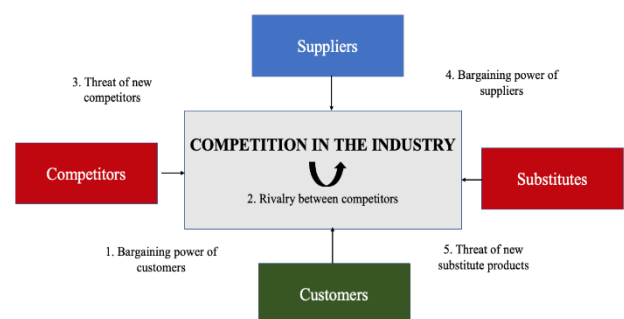 Suppliers
3. Threat of new
competitors
4. Bargaining power of
suppliers
COMPETITION IN THE INDUSTRY
Competitors
Substitutes
2. Rivalry between competitors
1. Bargaining power of
customers
5. Threat of new
substitute products
Customers